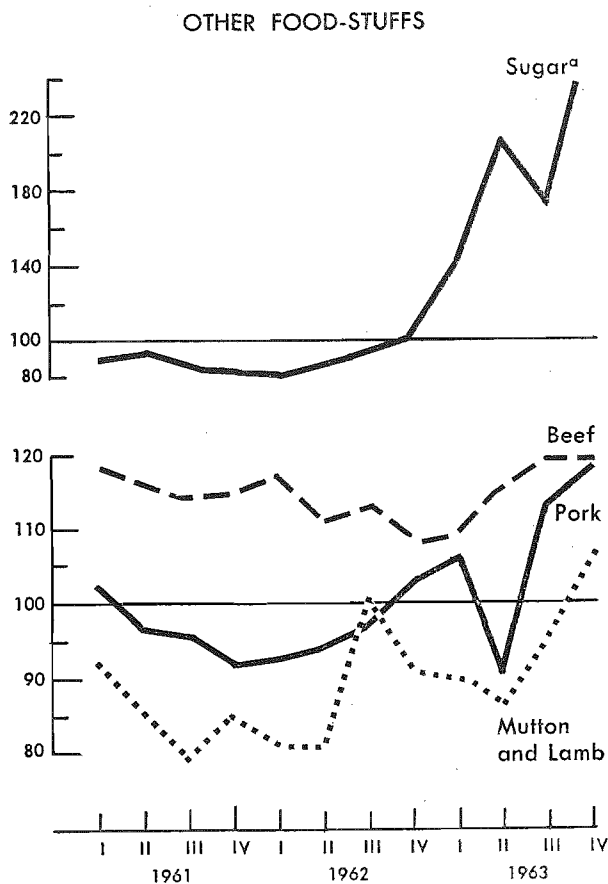 OTHER FOOD-STUFFS
Sugarᵃ
220
180
140
100
80
Beef
120
Pork
110
100
90
Mutton
and Lamb
80
I II III IV I II III IV I II III IV
1961 1962 1963